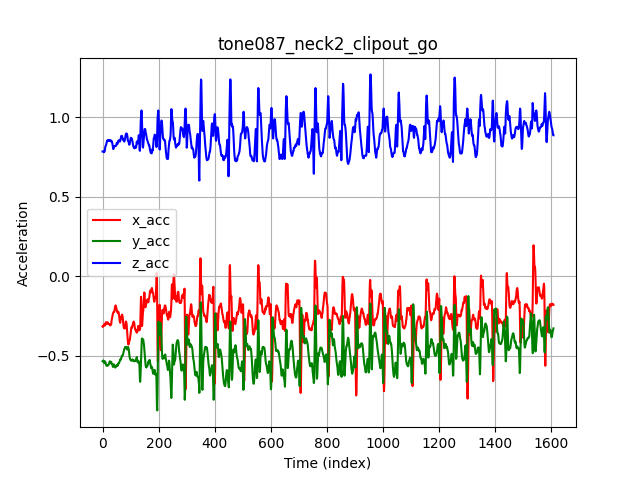 tone087_neck2_clipout_go
1.0
0.5
0.0
−0.5
Acceleration
x_acc
y_acc
z_acc
0 200 400 600 800 1000 1200 1400 1600
Time (index)